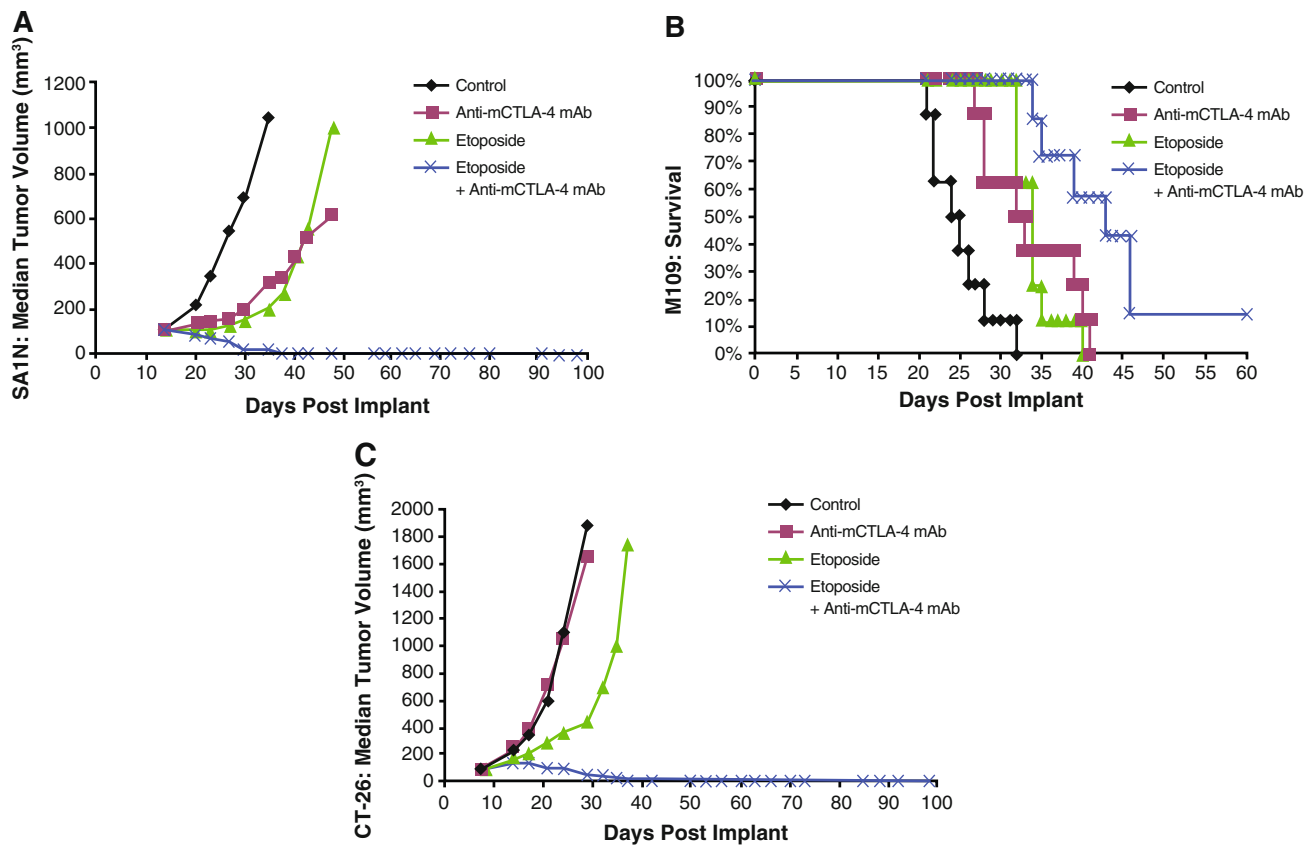 A
SA1N: Median Tumor Volume (mm³)
1200
1000
800
600
400
200
0
0 10 20 30 40 50 60 70 80 90 100
Days Post Implant
Control
Anti-mCTLA-4 mAb
Etoposide
Etoposide
+ Anti-mCTLA-4 mAb
B
M109: Survival
100%
90%
80%
70%
60%
50%
40%
30%
20%
10%
0%
0 5 10 15 20 25 30 35 40 45 50 55 60
Days Post Implant
Control
Anti-mCTLA-4 mAb
Etoposide
Etoposide
+ Anti-mCTLA-4 mAb
C
CT-26: Median Tumor Volume (mm³)
2000
1800
1600
1400
1200
1000
800
600
400
200
0
0 10 20 30 40 50 60 70 80 90 100
Days Post Implant
Control
Anti-mCTLA-4 mAb
Etoposide
Etoposide
+ Anti-mCTLA-4 mAb